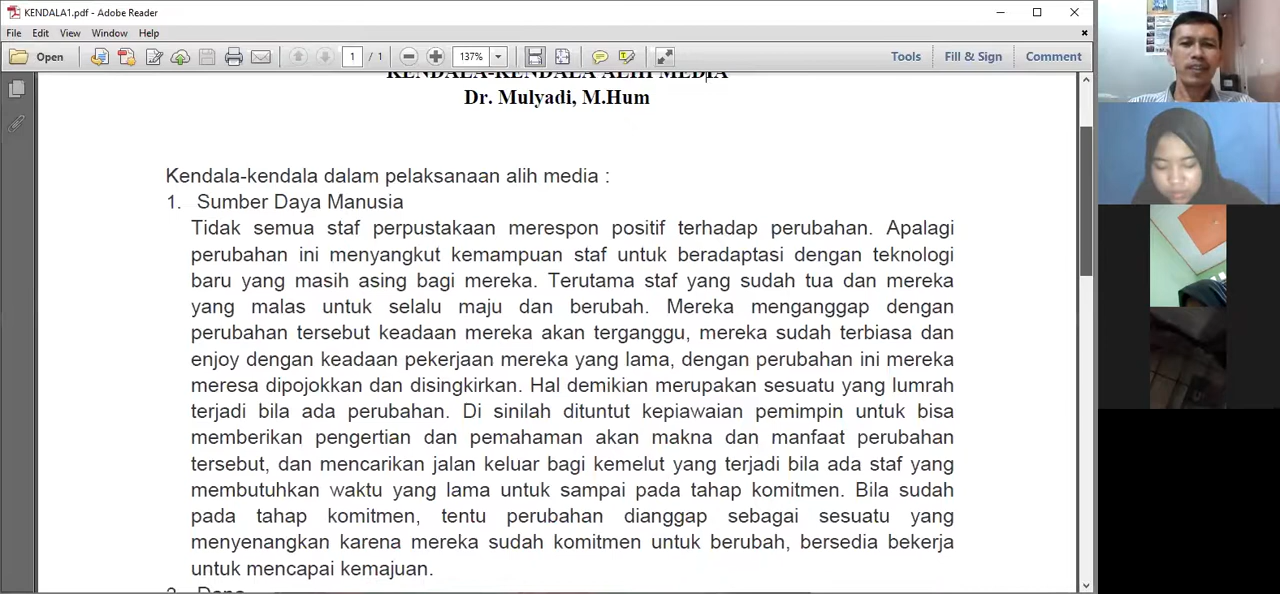 KENDALA1.pdf - Adobe Reader
File Edit View Window Help
Open 1 / 1 137% Tools Fill & Sign Comment
KENDALA-KENDALA ALIH MEDIA
Dr. Mulyadi, M.Hum
Kendala-kendala dalam pelaksanaan alih media :
1. Sumber Daya Manusia
Tidak semua staf perpustakaan merespon positif terhadap perubahan. Apalagi
perubahan ini menyangkut kemampuan staf untuk beradaptasi dengan teknologi
baru yang masih asing bagi mereka. Terutama staf yang sudah tua dan mereka
yang malas untuk selalu maju dan berubah. Mereka menganggap dengan
perubahan tersebut keadaan mereka akan terganggu, mereka sudah terbiasa dan
enjoy dengan keadaan pekerjaan mereka yang lama, dengan perubahan ini mereka
meresa dipojokkan dan disingkirkan. Hal demikian merupakan sesuatu yang lumrah
terjadi bila ada perubahan. Di sinilah dituntut kepiawaian pemimpin untuk bisa
memberikan pengertian dan pemahaman akan makna dan manfaat perubahan
tersebut, dan mencarikan jalan keluar bagi kemelut yang terjadi bila ada staf yang
membutuhkan waktu yang lama untuk sampai pada tahap komitmen. Bila sudah
pada tahap komitmen, tentu perubahan dianggap sebagai sesuatu yang
menyenangkan karena mereka sudah komitmen untuk berubah, bersedia bekerja
untuk mencapai kemajuan.
2. Dana